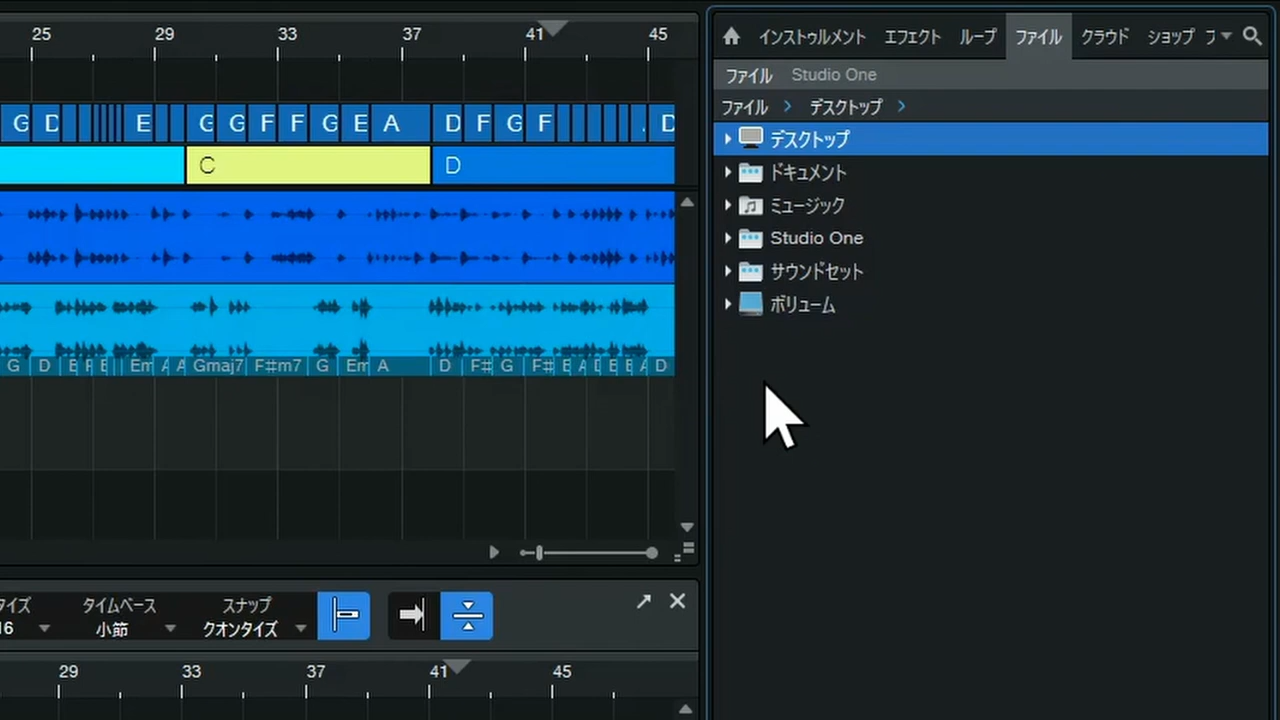 25 29 33 37 41 45
インストゥルメント エフェクト ループ ファイル クラウド ショップ
ファイル Studio One
ファイル > デスクトップ >
G D E G G F F G E A D F G F D
デスクトップ
C D
ドキュメント
ミュージック
Studio One
サウンドセット
ボリューム
G D E F E Em A A Gmaj7 F#m7 G Em A D F# G F# E A D E E A D
タイムベース スナップ
16 小節 クオンタイズ
29 33 37 41 45